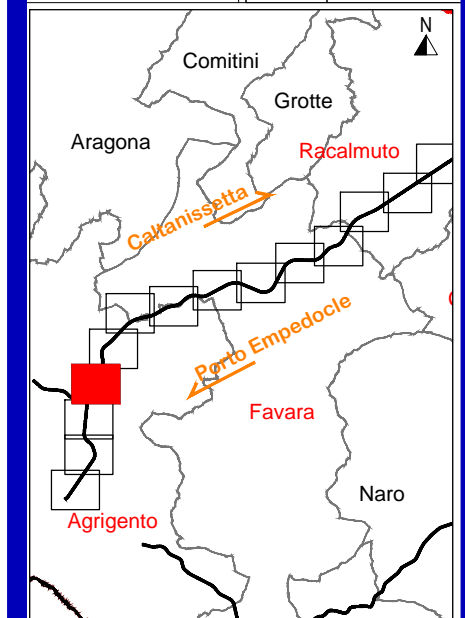 N
Comitini
Grotte
Aragona
Racalmuto
Caltanissetta
Porto Empedocle
Favara
Naro
Agrigento